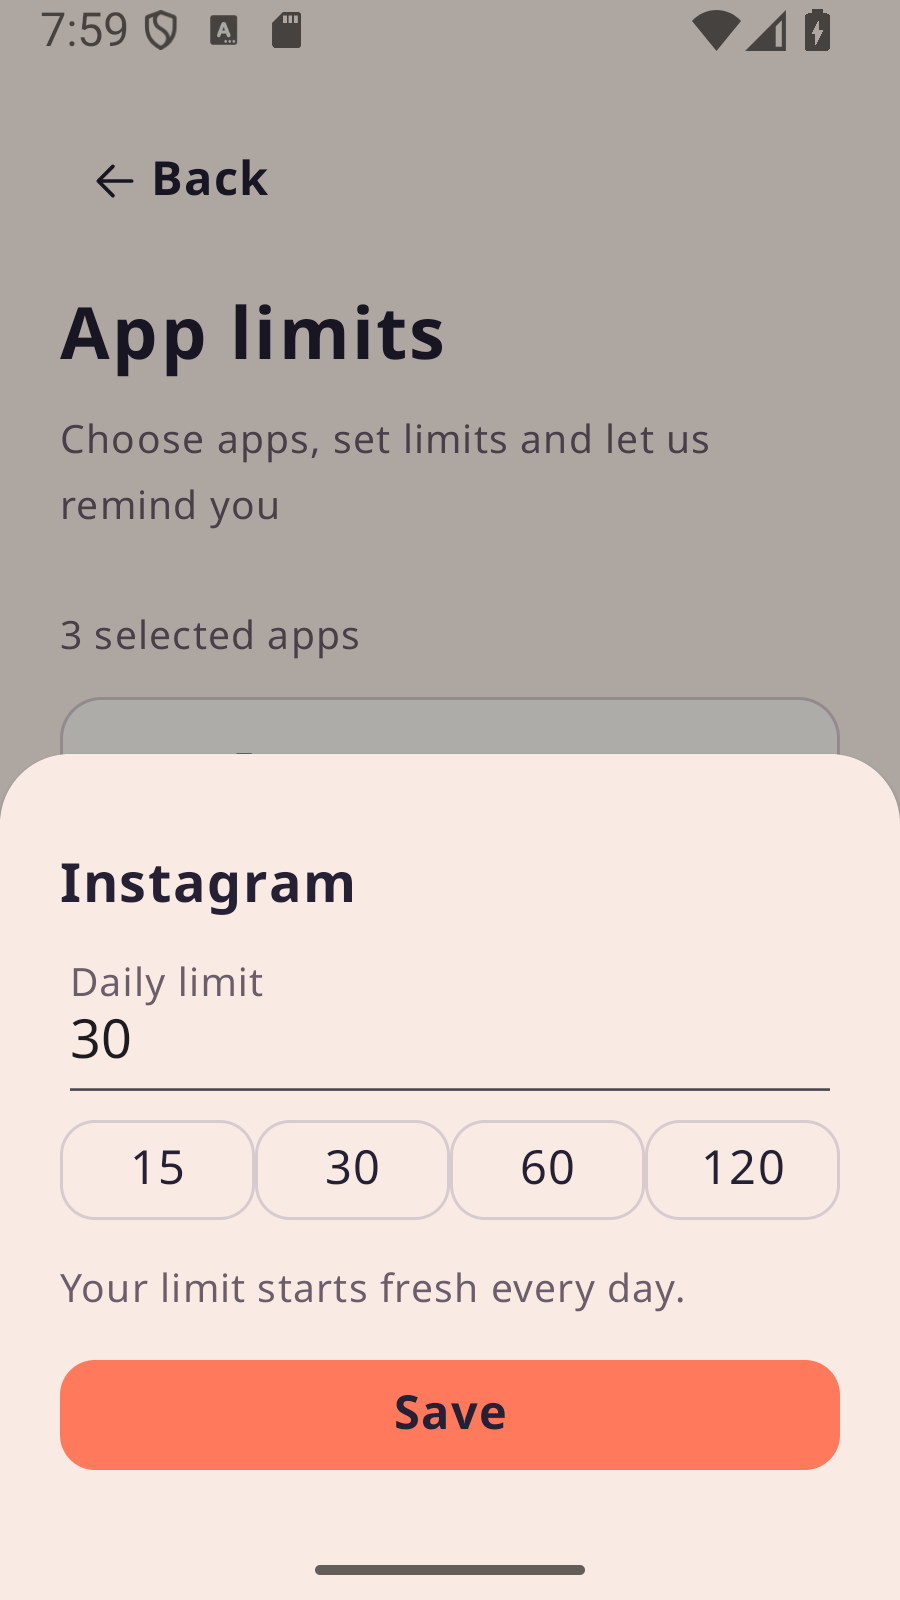 7:59
Back
App limits
Choose apps, set limits and let us
remind you
3 selected apps
Instagram
Daily limit
30
15 30 60 120
Your limit starts fresh every day.
Save